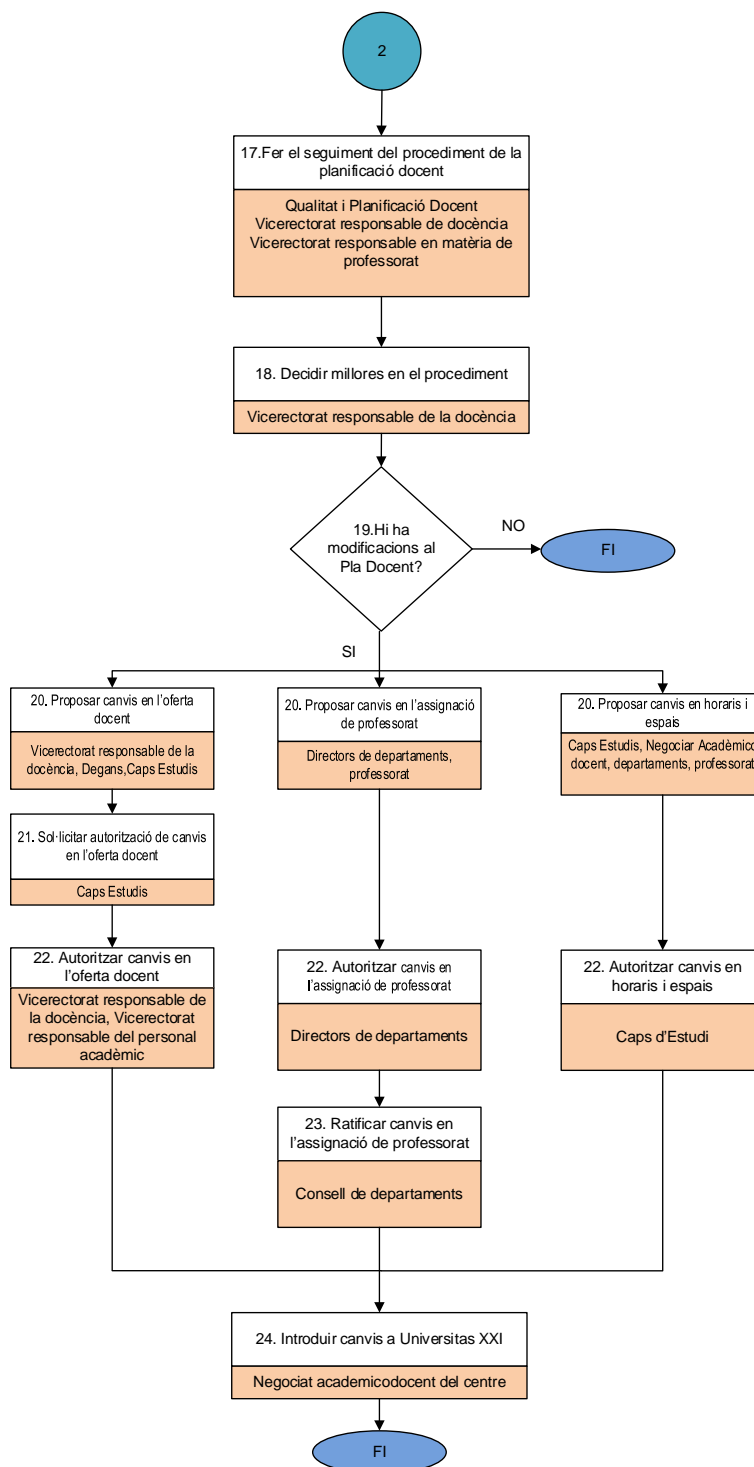 2
17.Fer el seguiment del procediment de la
planificació docent
Qualitat i Planificació Docent
Vicerectorat responsable de docència
Vicerectorat responsable en matèria de
professorat
18. Decidir millores en el procediment
Vicerectorat responsable de la docència
19.Hi ha
modificacions al
Pla Docent?
NO
FI
SI
20. Proposar canvis en l'oferta
docent
Vicerectorat responsable de la
docència, Degans,Caps Estudis
20. Proposar canvis en l'assignació
de professorat
Directors de departaments,
professorat
20. Proposar canvis en horaris i
espais
Caps Estudis, Negociar Acadèmico
docent, departaments, professorat
21. Sol·licitar autorització de canvis
en l'oferta docent
Caps Estudis
22. Autoritzar canvis en
l'oferta docent
Vicerectorat responsable de
la docència, Vicerectorat
responsable del personal
acadèmic
22. Autoritzar canvis en
l'assignació de professorat
Directors de departaments
22. Autoritzar canvis en
horaris i espais
Caps d'Estudi
23. Ratificar canvis en
l'assignació de professorat
Consell de departaments
24. Introduir canvis a Universitas XXI
Negociat academicodocent del centre
FI